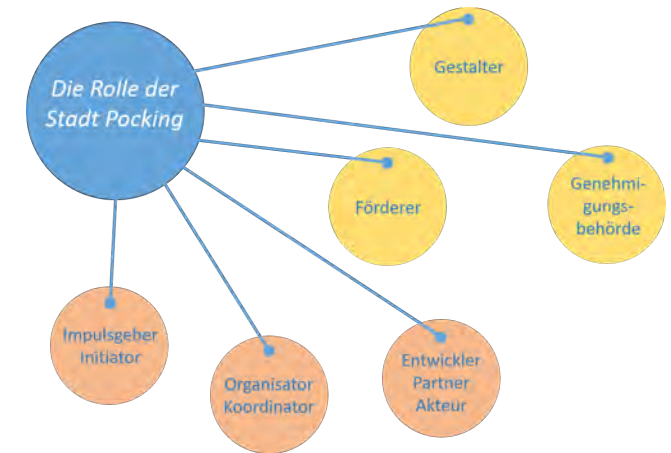 Die Rolle der
Stadt Pocking
Gestalter
Förderer
Genehmi-
gungs-
behörde
Impulsgeber
Initiator
Organisator
Koordinator
Entwickler
Partner
Akteur